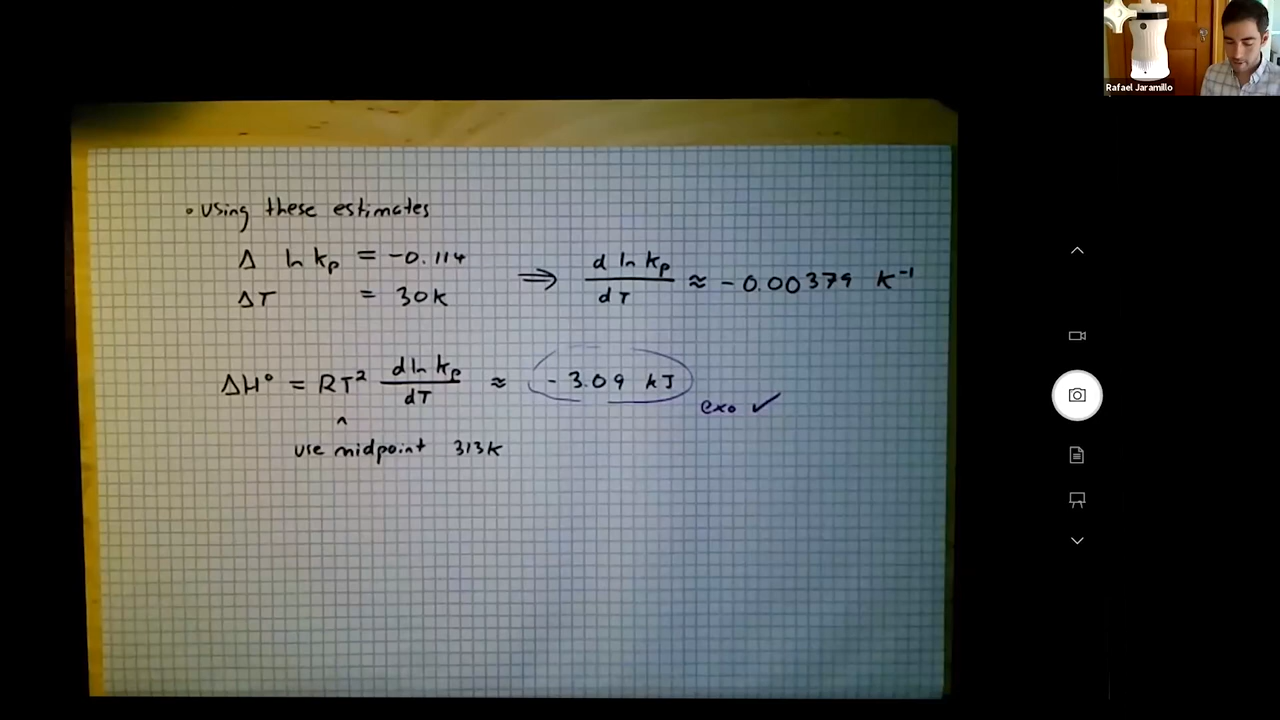 Rafael Jaramillo
• using these estimates
Δ ln kp = -0.114 ⟹ d ln kp / dT ≈ -0.00379 K⁻¹
ΔT = 30K
ΔH° = RT² d ln kp / dT ≈ -3.09 kJ
exo ✓
^
use midpoint 313K